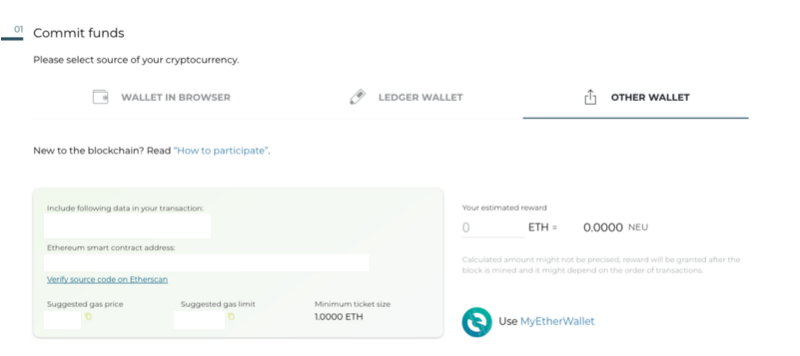 01
Commit funds
Please select source of your cryptocurrency.
WALLET IN BROWSER
LEDGER WALLET
OTHER WALLET
New to the blockchain? Read "How to participate".
Include following data in your transaction:
Ethereum smart contract address:
Verify source code on Etherscan
Suggested gas price
Suggested gas limit
Minimum ticket size
1.0000 ETH
Your estimated reward
0 ETH ≈ 0.0000 NEU
Calculated amount might not be precised, reward will be granted after the
block is mined and it might depend on the order of transactions.
Use MyEtherWallet